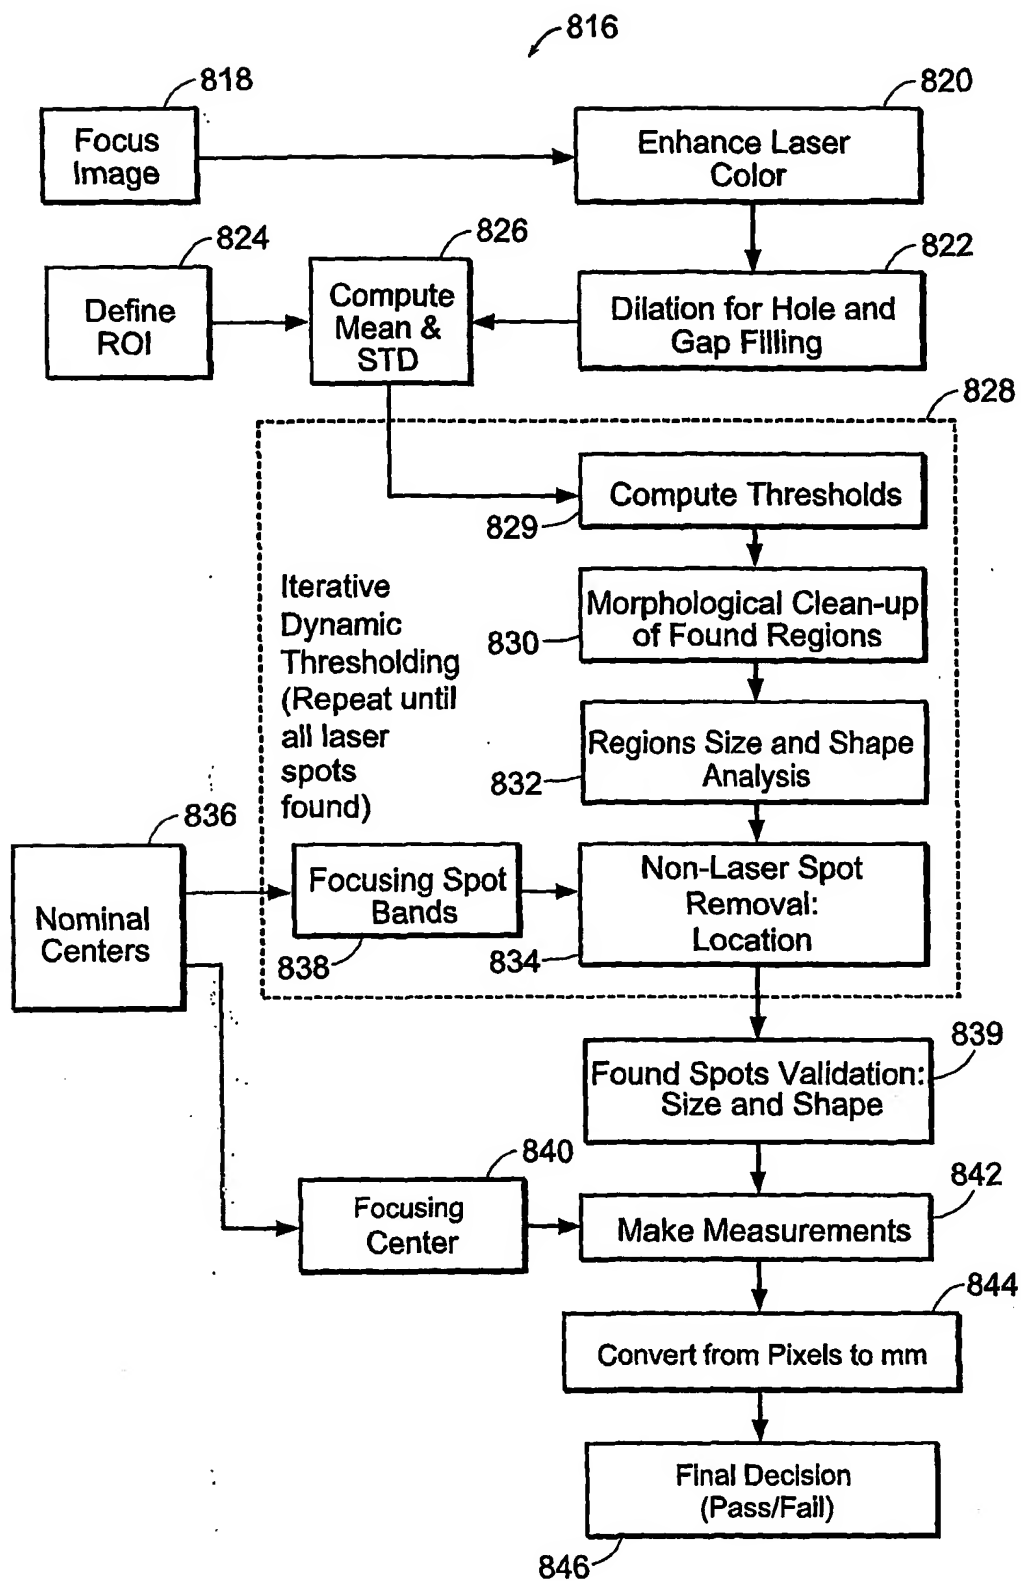 816
818
Focus
Image
820
Enhance Laser
Color
824
Define
ROI
826
Compute
Mean &
STD
822
Dilation for Hole and
Gap Filling
828
Compute Thresholds
829
Iterative
Dynamic
Thresholding
(Repeat until
all laser
spots
found)
Morphological Clean-up
of Found Regions
830
Regions Size and Shape
Analysis
832
836
Nominal
Centers
Focusing Spot
Bands
838
Non-Laser Spot
Removal:
Location
834
839
Found Spots Validation:
Size and Shape
840
Focusing
Center
842
Make Measurements
844
Convert from Pixels to mm
Final Decision
(Pass/Fail)
846